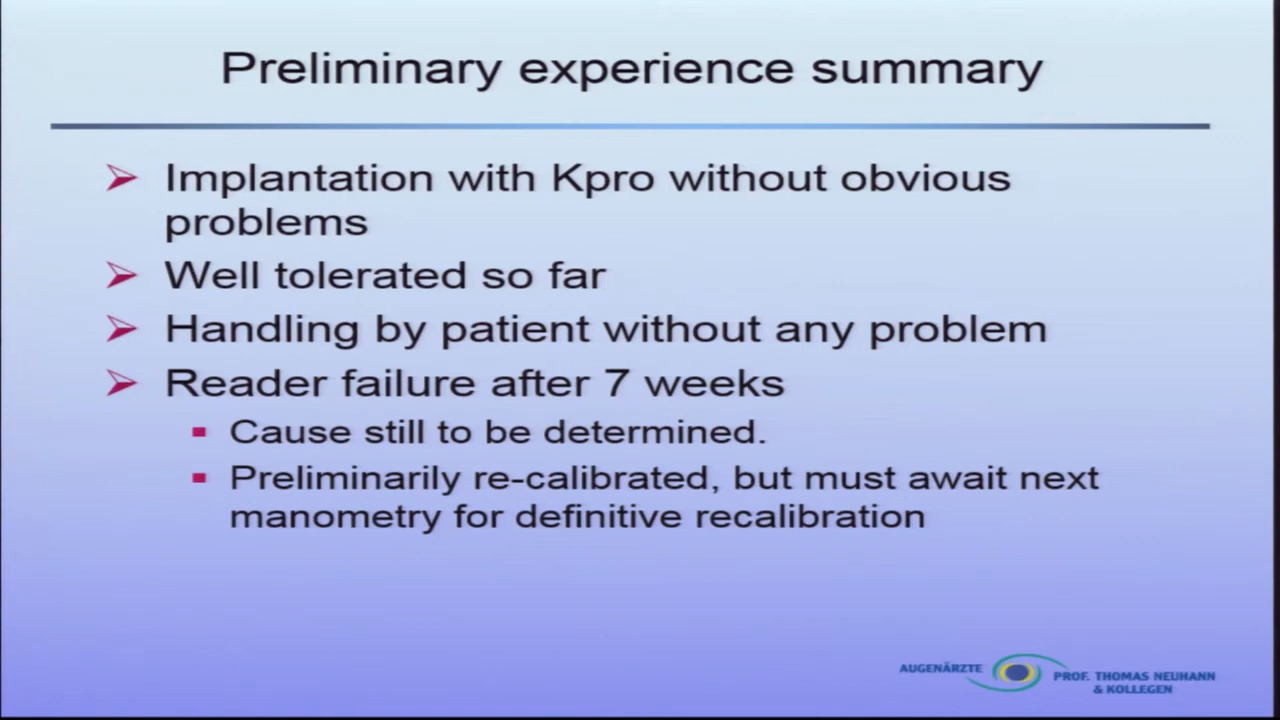 Preliminary experience summary
Implantation with Kpro without obvious
problems
Well tolerated so far
Handling by patient without any problem
Reader failure after 7 weeks
Cause still to be determined.
Preliminarily re-calibrated, but must await next
manometry for definitive recalibration
AUGENÄRZTE
PROF. THOMAS NEUHANN
& KOLLEGEN